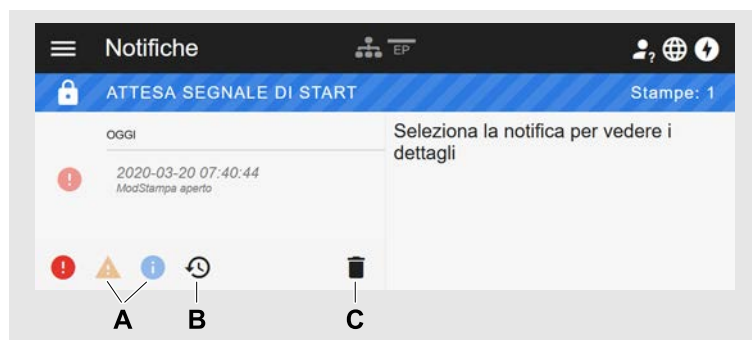 Notifiche
EP
?
ATTESA SEGNALE DI START
Stampe: 1
OGGI
2020-03-20 07:40:44
ModStampa aperto
Seleziona la notifica per vedere i
dettagli
A
B
C